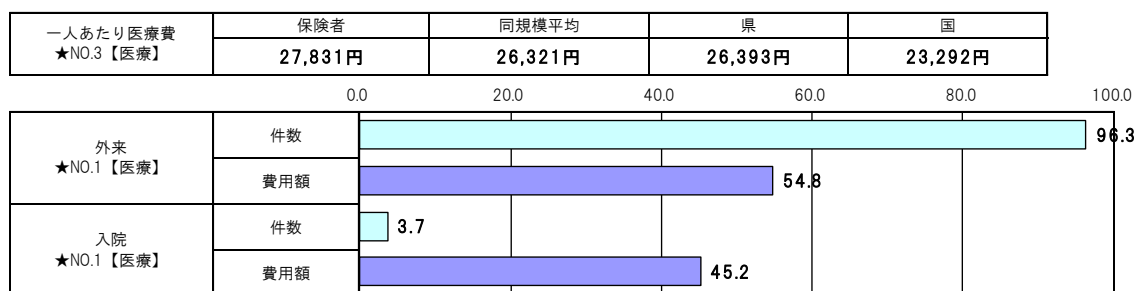 一人あたり医療費
★NO.3【医療】
保険者 同規模平均 県 国
27,831円 26,321円 26,393円 23,292円
0.0 20.0 40.0 60.0 80.0 100.0
外来
★NO.1【医療】
件数 96.3
費用額 54.8
入院
★NO.1【医療】
件数 3.7
費用額 45.2